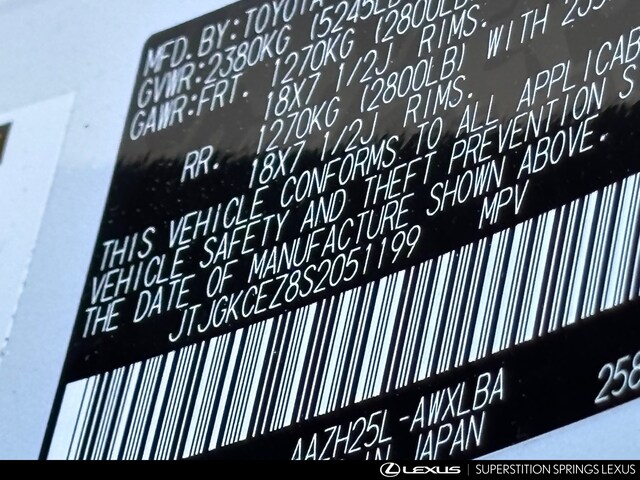 MFD. BY: TOYOTA
GVWR: 2380KG (5245LB
GAWR: FRT. 1270KG (2800LB
18X7 1/2J RIMS.
RR. 1270KG (2800LB) WITH
18X7 1/2J RIMS.
THIS VEHICLE CONFORMS TO ALL APPLICAB
VEHICLE SAFETY AND THEFT PREVENTION S
THE DATE OF MANUFACTURE SHOWN ABOVE.
JTJGKCEZ8S2051199 MPV
258
AAZH25L-AWXLBA
IN JAPAN
LEXUS | SUPERSTITION SPRINGS LEXUS